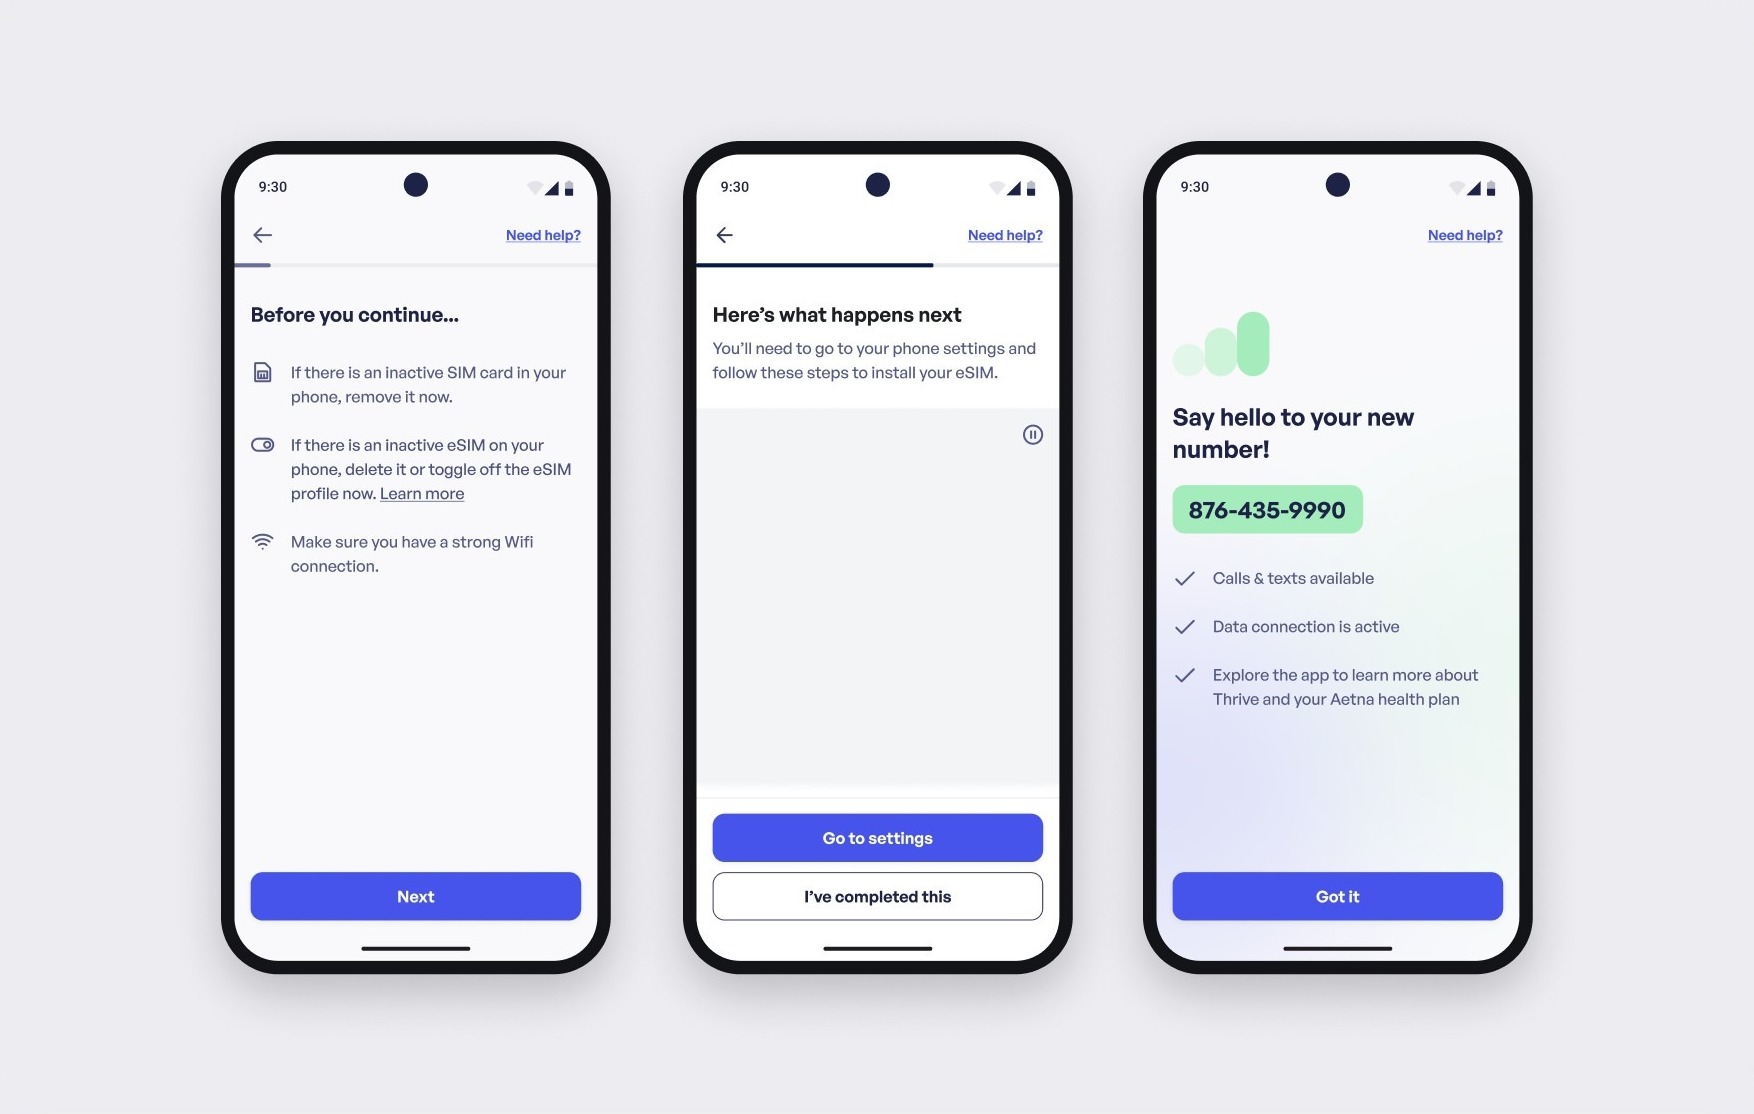 9:30
Need help?
Before you continue...
If there is an inactive SIM card in your
phone, remove it now.
If there is an inactive eSIM on your
phone, delete it or toggle off the eSIM
profile now. Learn more
Make sure you have a strong Wifi
connection.
Next
9:30
Need help?
Here’s what happens next
You’ll need to go to your phone settings and
follow these steps to install your eSIM.
Go to settings
I’ve completed this
9:30
Need help?
Say hello to your new
number!
876-435-9990
Calls & texts available
Data connection is active
Explore the app to learn more about
Thrive and your Aetna health plan
Got it